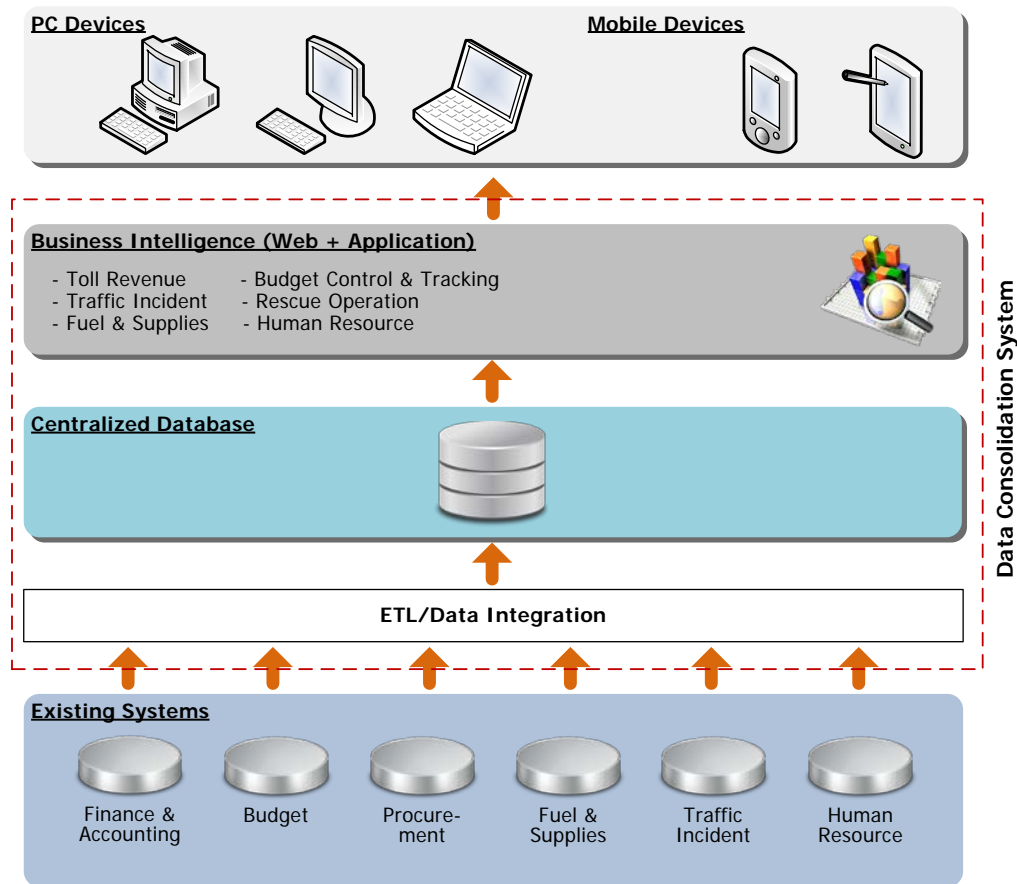 PC Devices
Mobile Devices
Business Intelligence (Web + Application)
- Toll Revenue
- Budget Control & Tracking
- Traffic Incident
- Rescue Operation
- Fuel & Supplies
- Human Resource
Centralized Database
ETL/Data Integration
Data Consolidation System
Existing Systems
Finance &
Accounting
Budget
Procure-
ment
Fuel &
Supplies
Traffic
Incident
Human
Resource